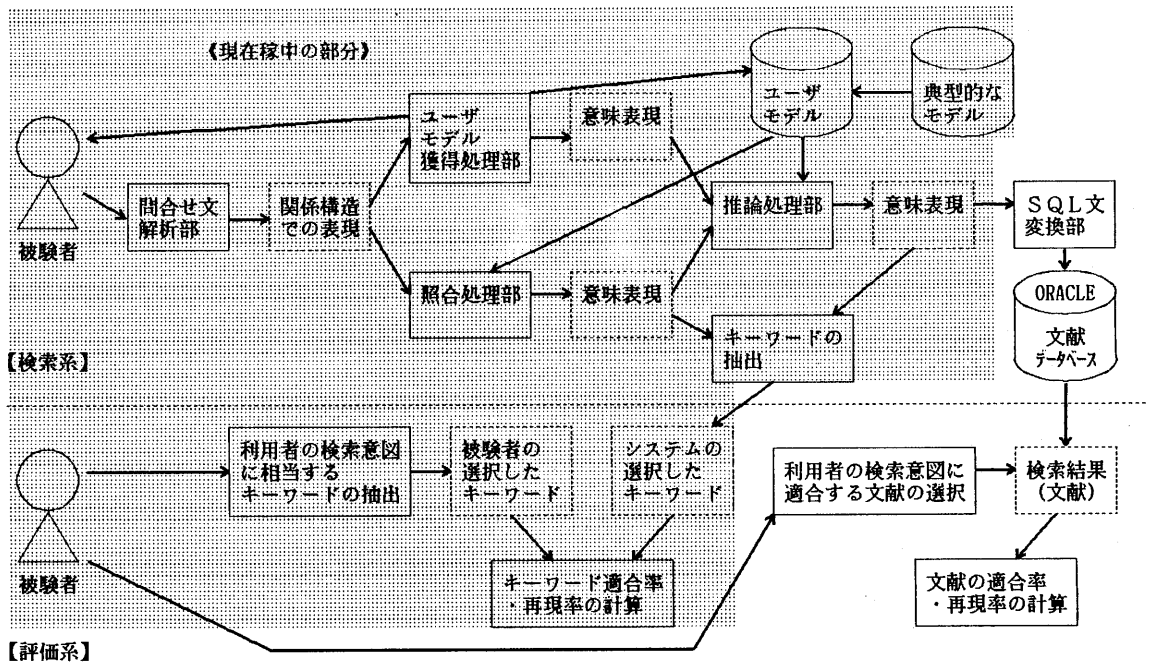 《現在稼中の部分》
ユーザ
モデル
典型的な
モデル
ユーザ
モデル
獲得処理部
意味表現
被験者
問合せ文
解析部
関係構造
での表現
推論処理部
意味表現
ＳＱＬ文
変換部
照合処理部
意味表現
キーワードの
抽出
ORACLE
文献
データベース
【検索系】
被験者
利用者の検索意図
に相当する
キーワードの抽出
被験者の
選択した
キーワード
システムの
選択した
キーワード
利用者の検索意図に
適合する文献の選択
検索結果
(文献)
キーワード適合率
・再現率の計算
文献の適合率
・再現率の計算
【評価系】